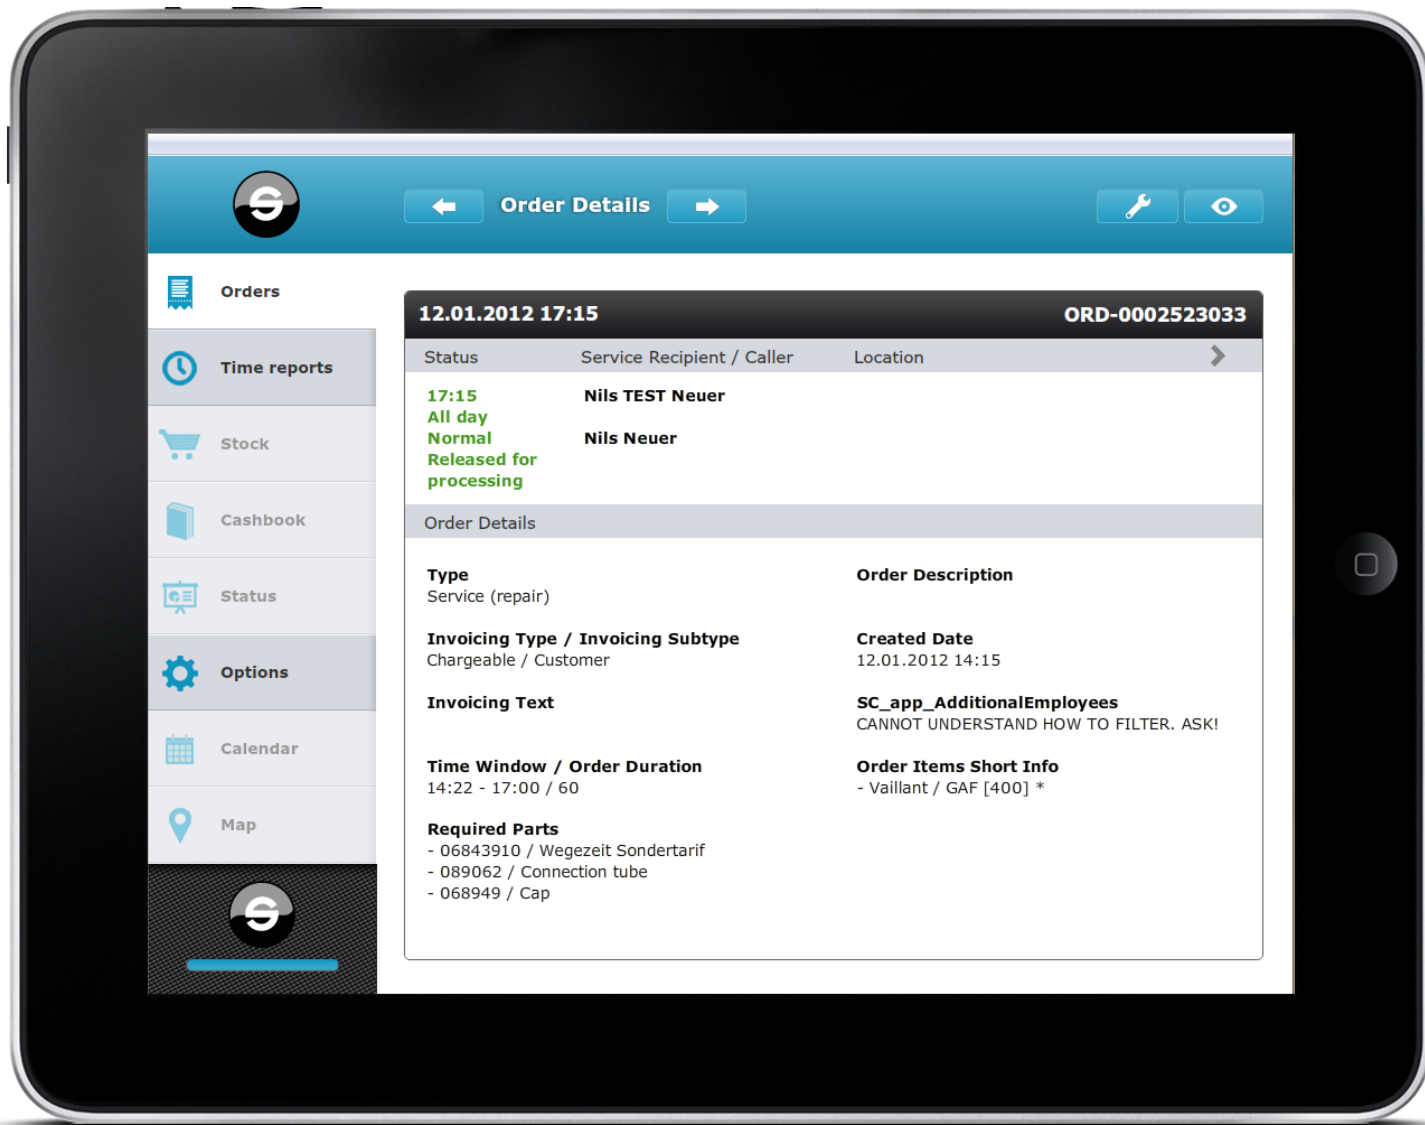 Order Details
Orders
Time reports
Stock
Cashbook
Status
Options
Calendar
Map
12.01.2012 17:15 ORD-0002523033
Status Service Recipient / Caller Location
17:15 Nils TEST Neuer
All day
Normal Nils Neuer
Released for
processing
Order Details
Type
Service (repair)
Order Description
Invoicing Type / Invoicing Subtype
Chargeable / Customer
Created Date
12.01.2012 14:15
Invoicing Text
SC_app_AdditionalEmployees
CANNOT UNDERSTAND HOW TO FILTER. ASK!
Time Window / Order Duration
14:22 - 17:00 / 60
Order Items Short Info
- Vaillant / GAF [400] *
Required Parts
- 06843910 / Wegezeit Sondertarif
- 089062 / Connection tube
- 068949 / Cap